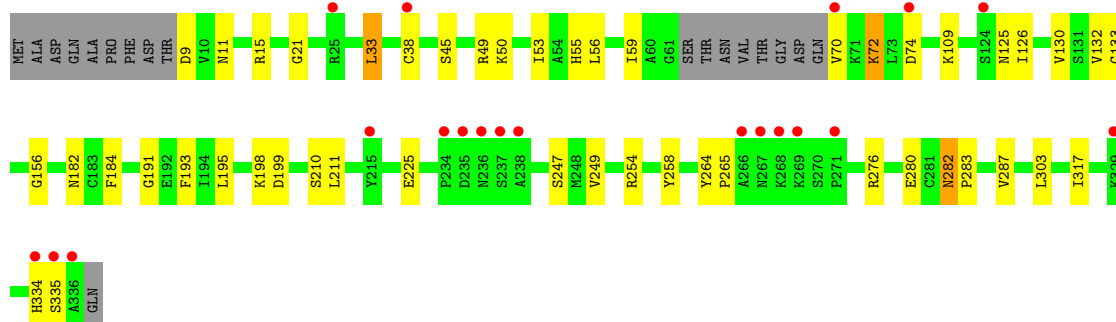 MET ALA ASP GLN ALA PRO PHE ASP THR D9 V10 N11 R15 G21 R25 L33 C38 S45 R49 K50 I53 A54 H55 L56 I59 A60 G61 SER THR ASN VAL THR GLY ASP GLN V70 K71 K72 L73 D74 K109 S124 N125 I126 V130 S131 V132 G133
G156 N182 C183 F184 G191 E192 F193 I194 L195 K198 D199 S210 L211 Y215 E225 P234 D235 N236 S237 A238 S247 M248 V249 R254 Y258 Y264 P265 A266 N267 K268 K269 S270 P271 R276 E280 C281 N282 P283 V287 L303 I317 K329
H334 S335 A336 GLN